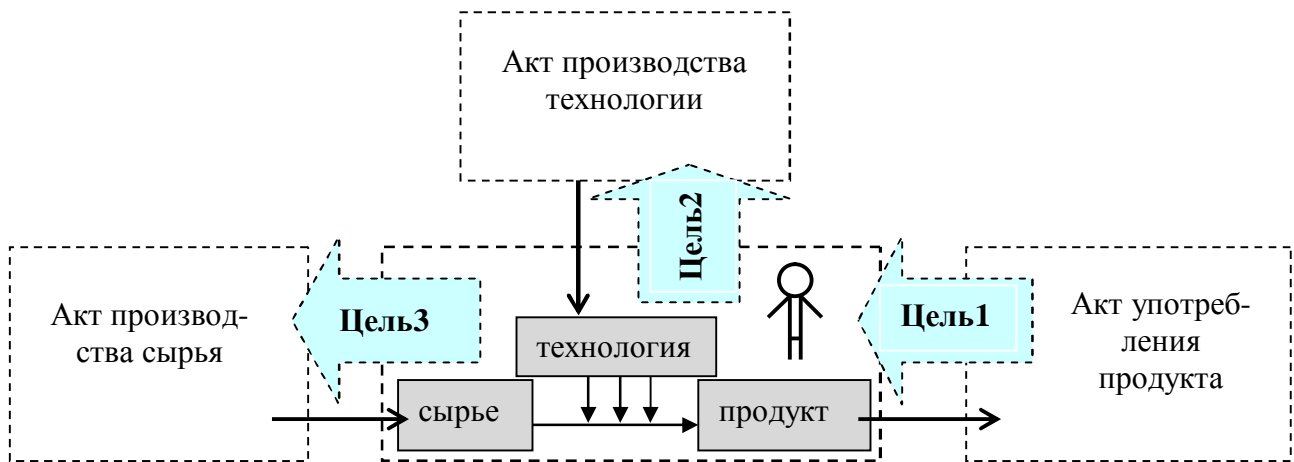 Акт производства
технологии
Цель2
Акт производ-
ства сырья
Цель3
Цель1
Акт употреб-
ления
продукта
технология
сырье
продукт